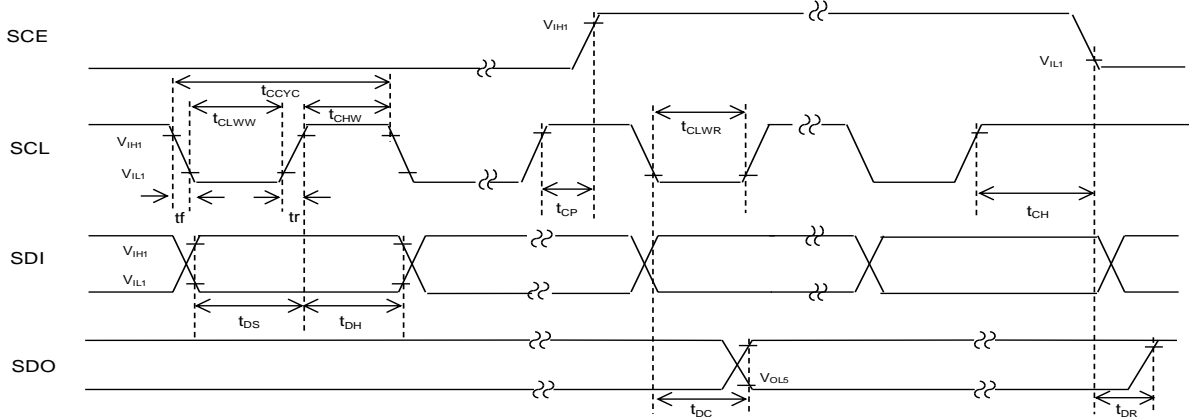 SCE
VIH1
VIL1
tCCYC
tCLWW
tCHW
tCLWR
SCL
VIH1
VIL1
tf
tr
tCP
tCH
SDI
VIH1
VIL1
tDS
tDH
SDO
VOL5
tDC
tDR